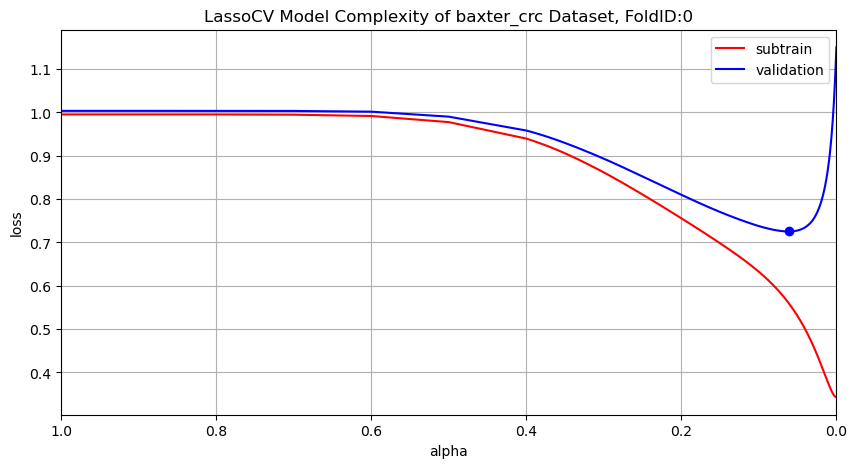 LassoCV Model Complexity of baxter_crc Dataset, FoldID:0
subtrain
validation
loss
1.1
1.0
0.9
0.8
0.7
0.6
0.5
0.4
1.0 0.8 0.6 0.4 0.2 0.0
alpha